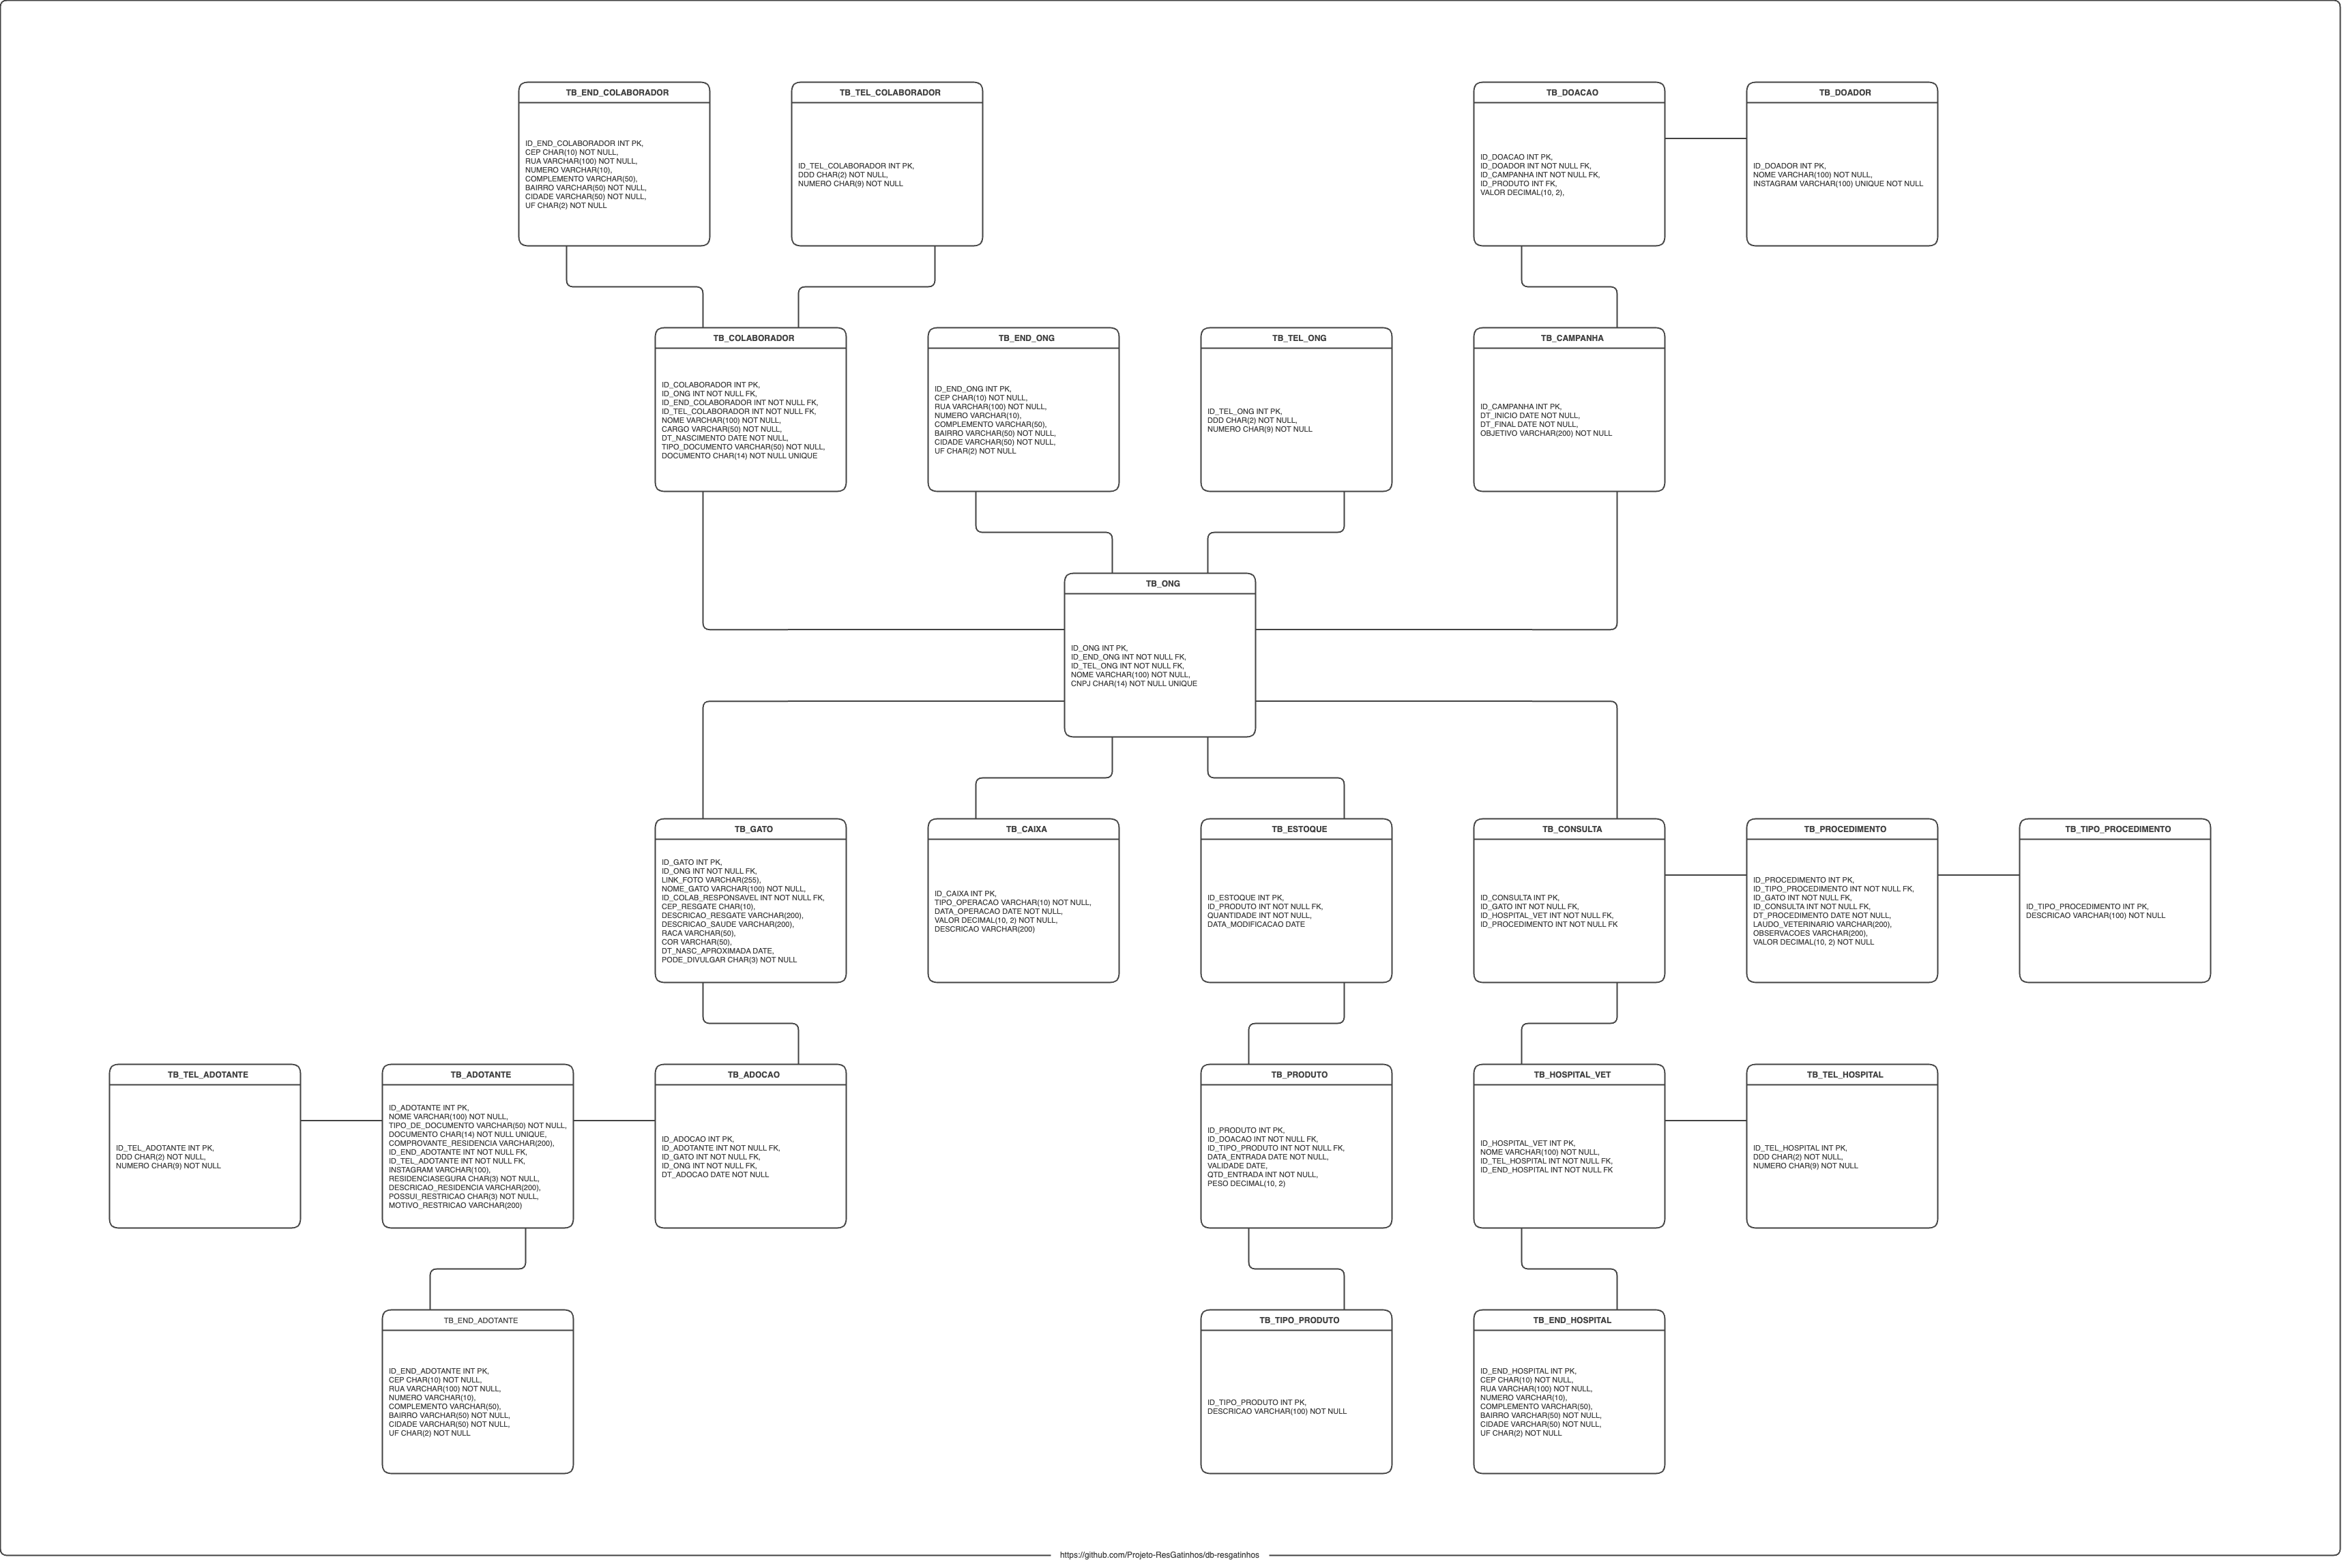 TB_END_COLABORADOR
ID_END_COLABORADOR INT PK,
CEP CHAR(10) NOT NULL,
RUA VARCHAR(100) NOT NULL,
NUMERO VARCHAR(10),
COMPLEMENTO VARCHAR(50),
BAIRRO VARCHAR(50) NOT NULL,
CIDADE VARCHAR(50) NOT NULL,
UF CHAR(2) NOT NULL
TB_TEL_COLABORADOR
ID_TEL_COLABORADOR INT PK,
DDD CHAR(2) NOT NULL,
NUMERO CHAR(9) NOT NULL
TB_DOACAO
ID_DOACAO INT PK,
ID_DOADOR INT NOT NULL FK,
ID_CAMPANHA INT NOT NULL FK,
ID_PRODUTO INT FK,
VALOR DECIMAL(10, 2),
TB_DOADOR
ID_DOADOR INT PK,
NOME VARCHAR(100) NOT NULL,
INSTAGRAM VARCHAR(100) UNIQUE NOT NULL
TB_COLABORADOR
ID_COLABORADOR INT PK,
ID_ONG INT NOT NULL FK,
ID_END_COLABORADOR INT NOT NULL FK,
ID_TEL_COLABORADOR INT NOT NULL FK,
NOME VARCHAR(100) NOT NULL,
CARGO VARCHAR(50) NOT NULL,
DT_NASCIMENTO DATE NOT NULL,
TIPO_DOCUMENTO VARCHAR(50) NOT NULL,
DOCUMENTO CHAR(14) NOT NULL UNIQUE
TB_END_ONG
ID_END_ONG INT PK,
CEP CHAR(10) NOT NULL,
RUA VARCHAR(100) NOT NULL,
NUMERO VARCHAR(10),
COMPLEMENTO VARCHAR(50),
BAIRRO VARCHAR(50) NOT NULL,
CIDADE VARCHAR(50) NOT NULL,
UF CHAR(2) NOT NULL
TB_TEL_ONG
ID_TEL_ONG INT PK,
DDD CHAR(2) NOT NULL,
NUMERO CHAR(9) NOT NULL
TB_CAMPANHA
ID_CAMPANHA INT PK,
DT_INICIO DATE NOT NULL,
DT_FINAL DATE NOT NULL,
OBJETIVO VARCHAR(200) NOT NULL
TB_ONG
ID_ONG INT PK,
ID_END_ONG INT NOT NULL FK,
ID_TEL_ONG INT NOT NULL FK,
NOME VARCHAR(100) NOT NULL,
CNPJ CHAR(14) NOT NULL UNIQUE
TB_GATO
ID_GATO INT PK,
ID_ONG INT NOT NULL FK,
LINK_FOTO VARCHAR(255),
NOME_GATO VARCHAR(100) NOT NULL,
ID_COLAB_RESPONSAVEL INT NOT NULL FK,
CEP_RESGATE CHAR(10),
DESCRICAO_RESGATE VARCHAR(200),
DESCRICAO_SAUDE VARCHAR(200),
RACA VARCHAR(50),
COR VARCHAR(50),
DT_NASC_APROXIMADA DATE,
PODE_DIVULGAR CHAR(3) NOT NULL
TB_CAIXA
ID_CAIXA INT PK,
TIPO_OPERACAO VARCHAR(10) NOT NULL,
DATA_OPERACAO DATE NOT NULL,
VALOR DECIMAL(10, 2) NOT NULL,
DESCRICAO VARCHAR(200)
TB_ESTOQUE
ID_ESTOQUE INT PK,
ID_PRODUTO INT NOT NULL FK,
QUANTIDADE INT NOT NULL,
DATA_MODIFICACAO DATE
TB_CONSULTA
ID_CONSULTA INT PK,
ID_GATO INT NOT NULL FK,
ID_HOSPITAL_VET INT NOT NULL FK,
ID_PROCEDIMENTO INT NOT NULL FK
TB_PROCEDIMENTO
ID_PROCEDIMENTO INT PK,
ID_TIPO_PROCEDIMENTO INT NOT NULL FK,
ID_GATO INT NOT NULL FK,
ID_CONSULTA INT NOT NULL FK,
DT_PROCEDIMENTO DATE NOT NULL,
LAUDO_VETERINARIO VARCHAR(200),
OBSERVACOES VARCHAR(200),
VALOR DECIMAL(10, 2) NOT NULL
TB_TIPO_PROCEDIMENTO
ID_TIPO_PROCEDIMENTO INT PK,
DESCRICAO VARCHAR(100) NOT NULL
TB_TEL_ADOTANTE
ID_TEL_ADOTANTE INT PK,
DDD CHAR(2) NOT NULL,
NUMERO CHAR(9) NOT NULL
TB_ADOTANTE
ID_ADOTANTE INT PK,
NOME VARCHAR(100) NOT NULL,
TIPO_DE_DOCUMENTO VARCHAR(50) NOT NULL,
DOCUMENTO CHAR(14) NOT NULL UNIQUE,
COMPROVANTE_RESIDENCIA VARCHAR(200),
ID_END_ADOTANTE INT NOT NULL FK,
ID_TEL_ADOTANTE INT NOT NULL FK,
INSTAGRAM VARCHAR(100),
RESIDENCIASEGURA CHAR(3) NOT NULL,
DESCRICAO_RESIDENCIA VARCHAR(200),
POSSUI_RESTRICAO CHAR(3) NOT NULL,
MOTIVO_RESTRICAO VARCHAR(200)
TB_ADOCAO
ID_ADOCAO INT PK,
ID_ADOTANTE INT NOT NULL FK,
ID_GATO INT NOT NULL FK,
ID_ONG INT NOT NULL FK,
DT_ADOCAO DATE NOT NULL
TB_PRODUTO
ID_PRODUTO INT PK,
ID_DOACAO INT NOT NULL FK,
ID_TIPO_PRODUTO INT NOT NULL FK,
DATA_ENTRADA DATE NOT NULL,
VALIDADE DATE,
QTD_ENTRADA INT NOT NULL,
PESO DECIMAL(10, 2)
TB_HOSPITAL_VET
ID_HOSPITAL_VET INT PK,
NOME VARCHAR(100) NOT NULL,
ID_TEL_HOSPITAL INT NOT NULL FK,
ID_END_HOSPITAL INT NOT NULL FK
TB_TEL_HOSPITAL
ID_TEL_HOSPITAL INT PK,
DDD CHAR(2) NOT NULL,
NUMERO CHAR(9) NOT NULL
TB_END_ADOTANTE
ID_END_ADOTANTE INT PK,
CEP CHAR(10) NOT NULL,
RUA VARCHAR(100) NOT NULL,
NUMERO VARCHAR(10),
COMPLEMENTO VARCHAR(50),
BAIRRO VARCHAR(50) NOT NULL,
CIDADE VARCHAR(50) NOT NULL,
UF CHAR(2) NOT NULL
TB_TIPO_PRODUTO
ID_TIPO_PRODUTO INT PK,
DESCRICAO VARCHAR(100) NOT NULL
TB_END_HOSPITAL
ID_END_HOSPITAL INT PK,
CEP CHAR(10) NOT NULL,
RUA VARCHAR(100) NOT NULL,
NUMERO VARCHAR(10),
COMPLEMENTO VARCHAR(50),
BAIRRO VARCHAR(50) NOT NULL,
CIDADE VARCHAR(50) NOT NULL,
UF CHAR(2) NOT NULL
https://github.com/Projeto-ResGatinhos/db-resgatinhos